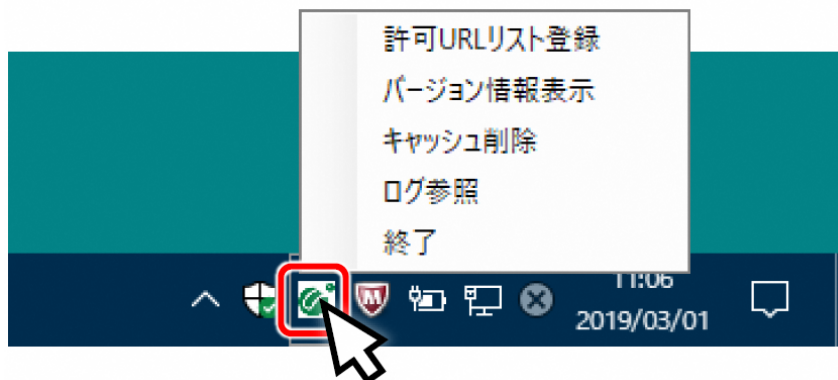 許可URLリスト登録
バージョン情報表示
キャッシュ削除
ログ参照
終了
11:06
2019/03/01